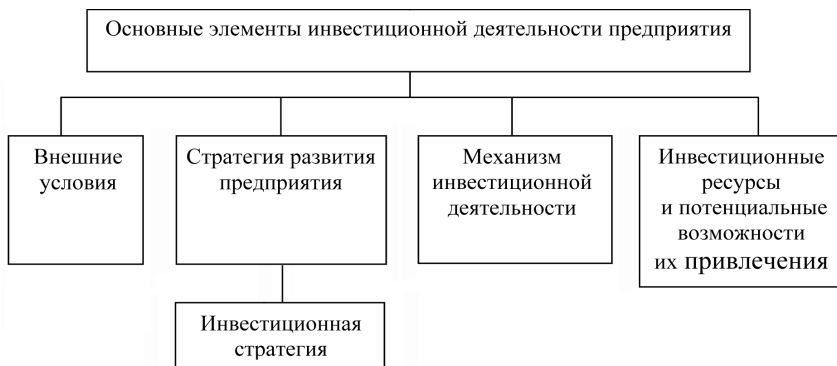 Основные элементы инвестиционной деятельности предприятия
Внешние
условия
Стратегия развития
предприятия
Механизм
инвестиционной
деятельности
Инвестиционные
ресурсы
и потенциальные
возможности
их привлечения
Инвестиционная
стратегия